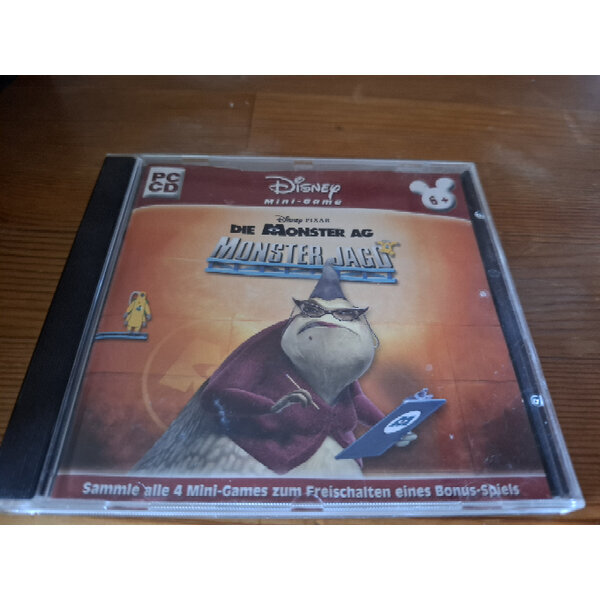 PC
CD
Disney
Mini-Game
6+
Disney PIXAR
DIE MONSTER AG
MONSTER JAGD
Sammle alle 4 Mini-Games zum Freischalten eines Bonus-Spiels